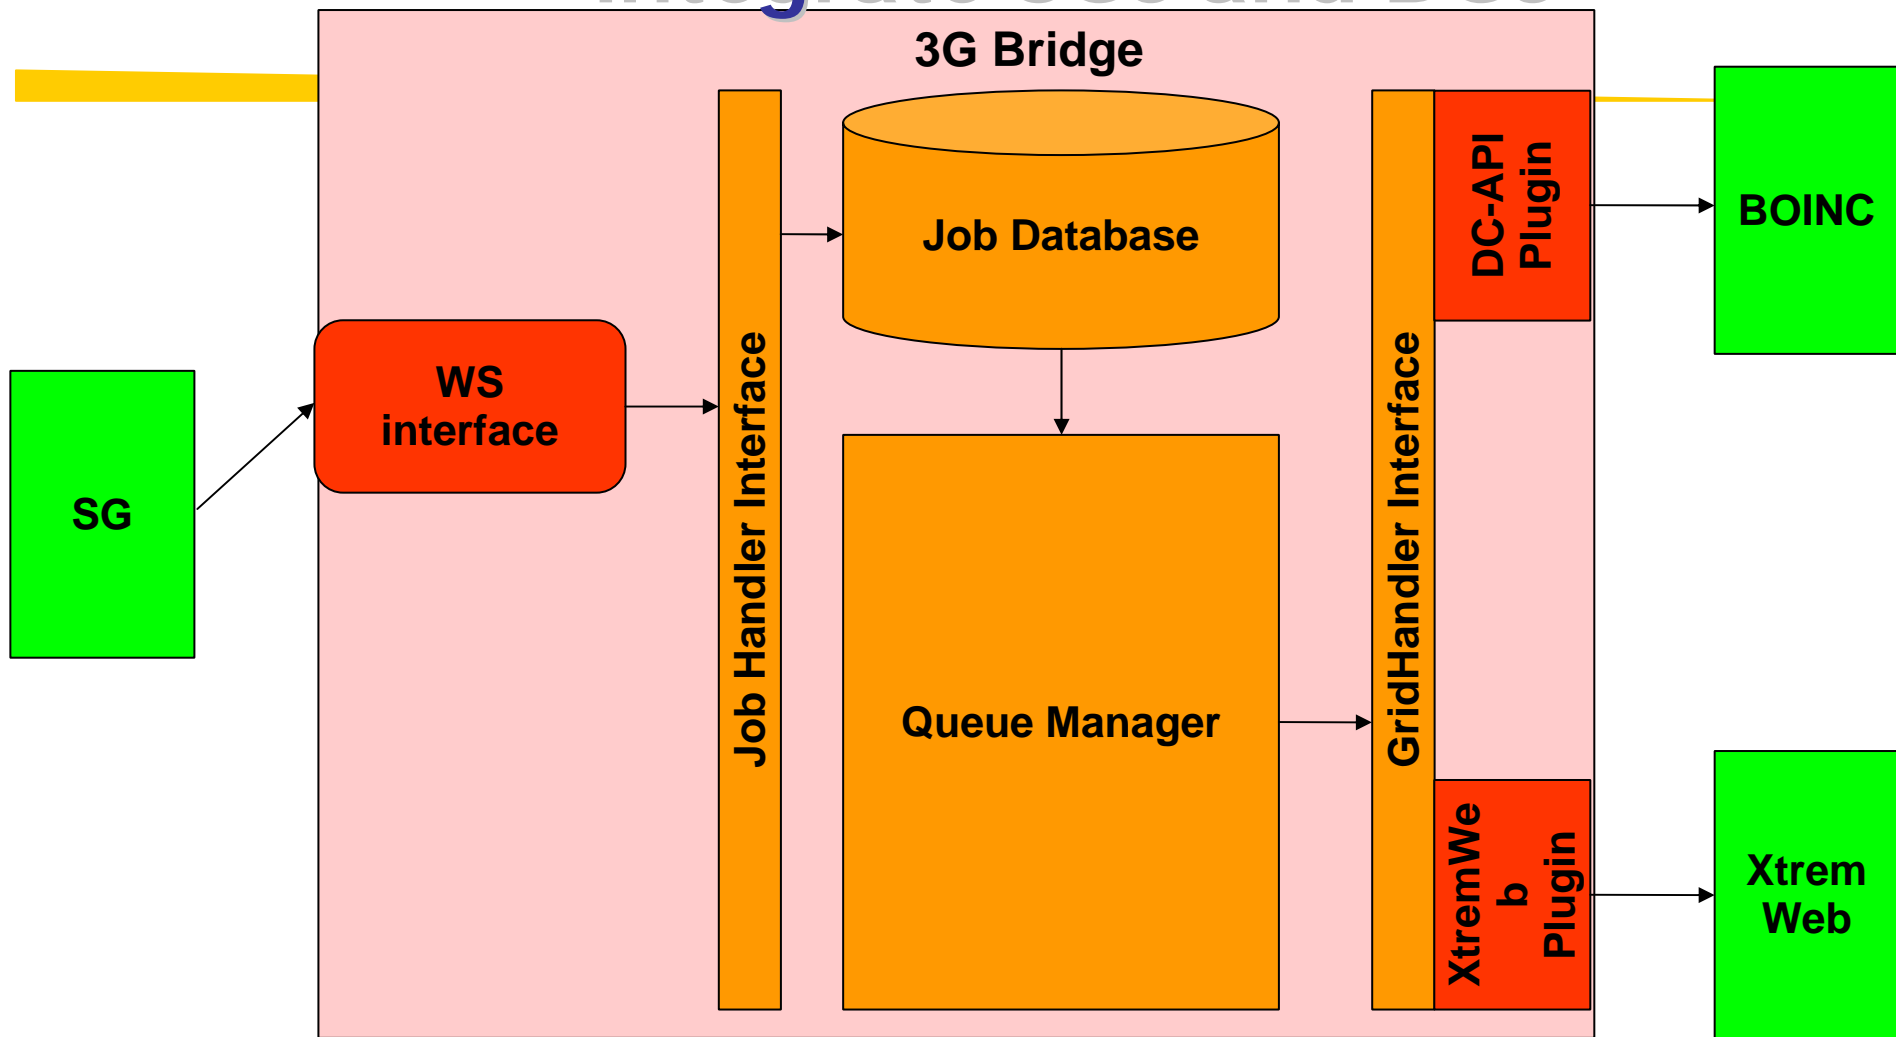 3G Bridge
Job Database
DC-API
Plugin
BOINC
WS
interface
SG
Job Handler Interface
GridHandler Interface
Queue Manager
XtremWe
b
Plugin
Xtrem
Web